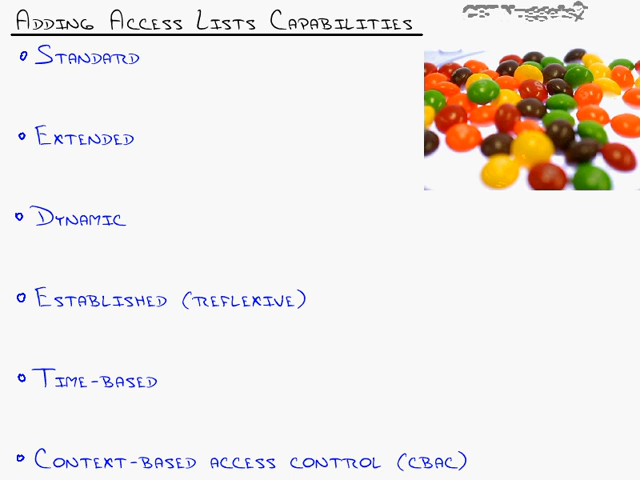 Adding Access Lists Capabilities
Standard
Extended
Dynamic
Established (reflexive)
Time-based
Context-based access control (CBAC)